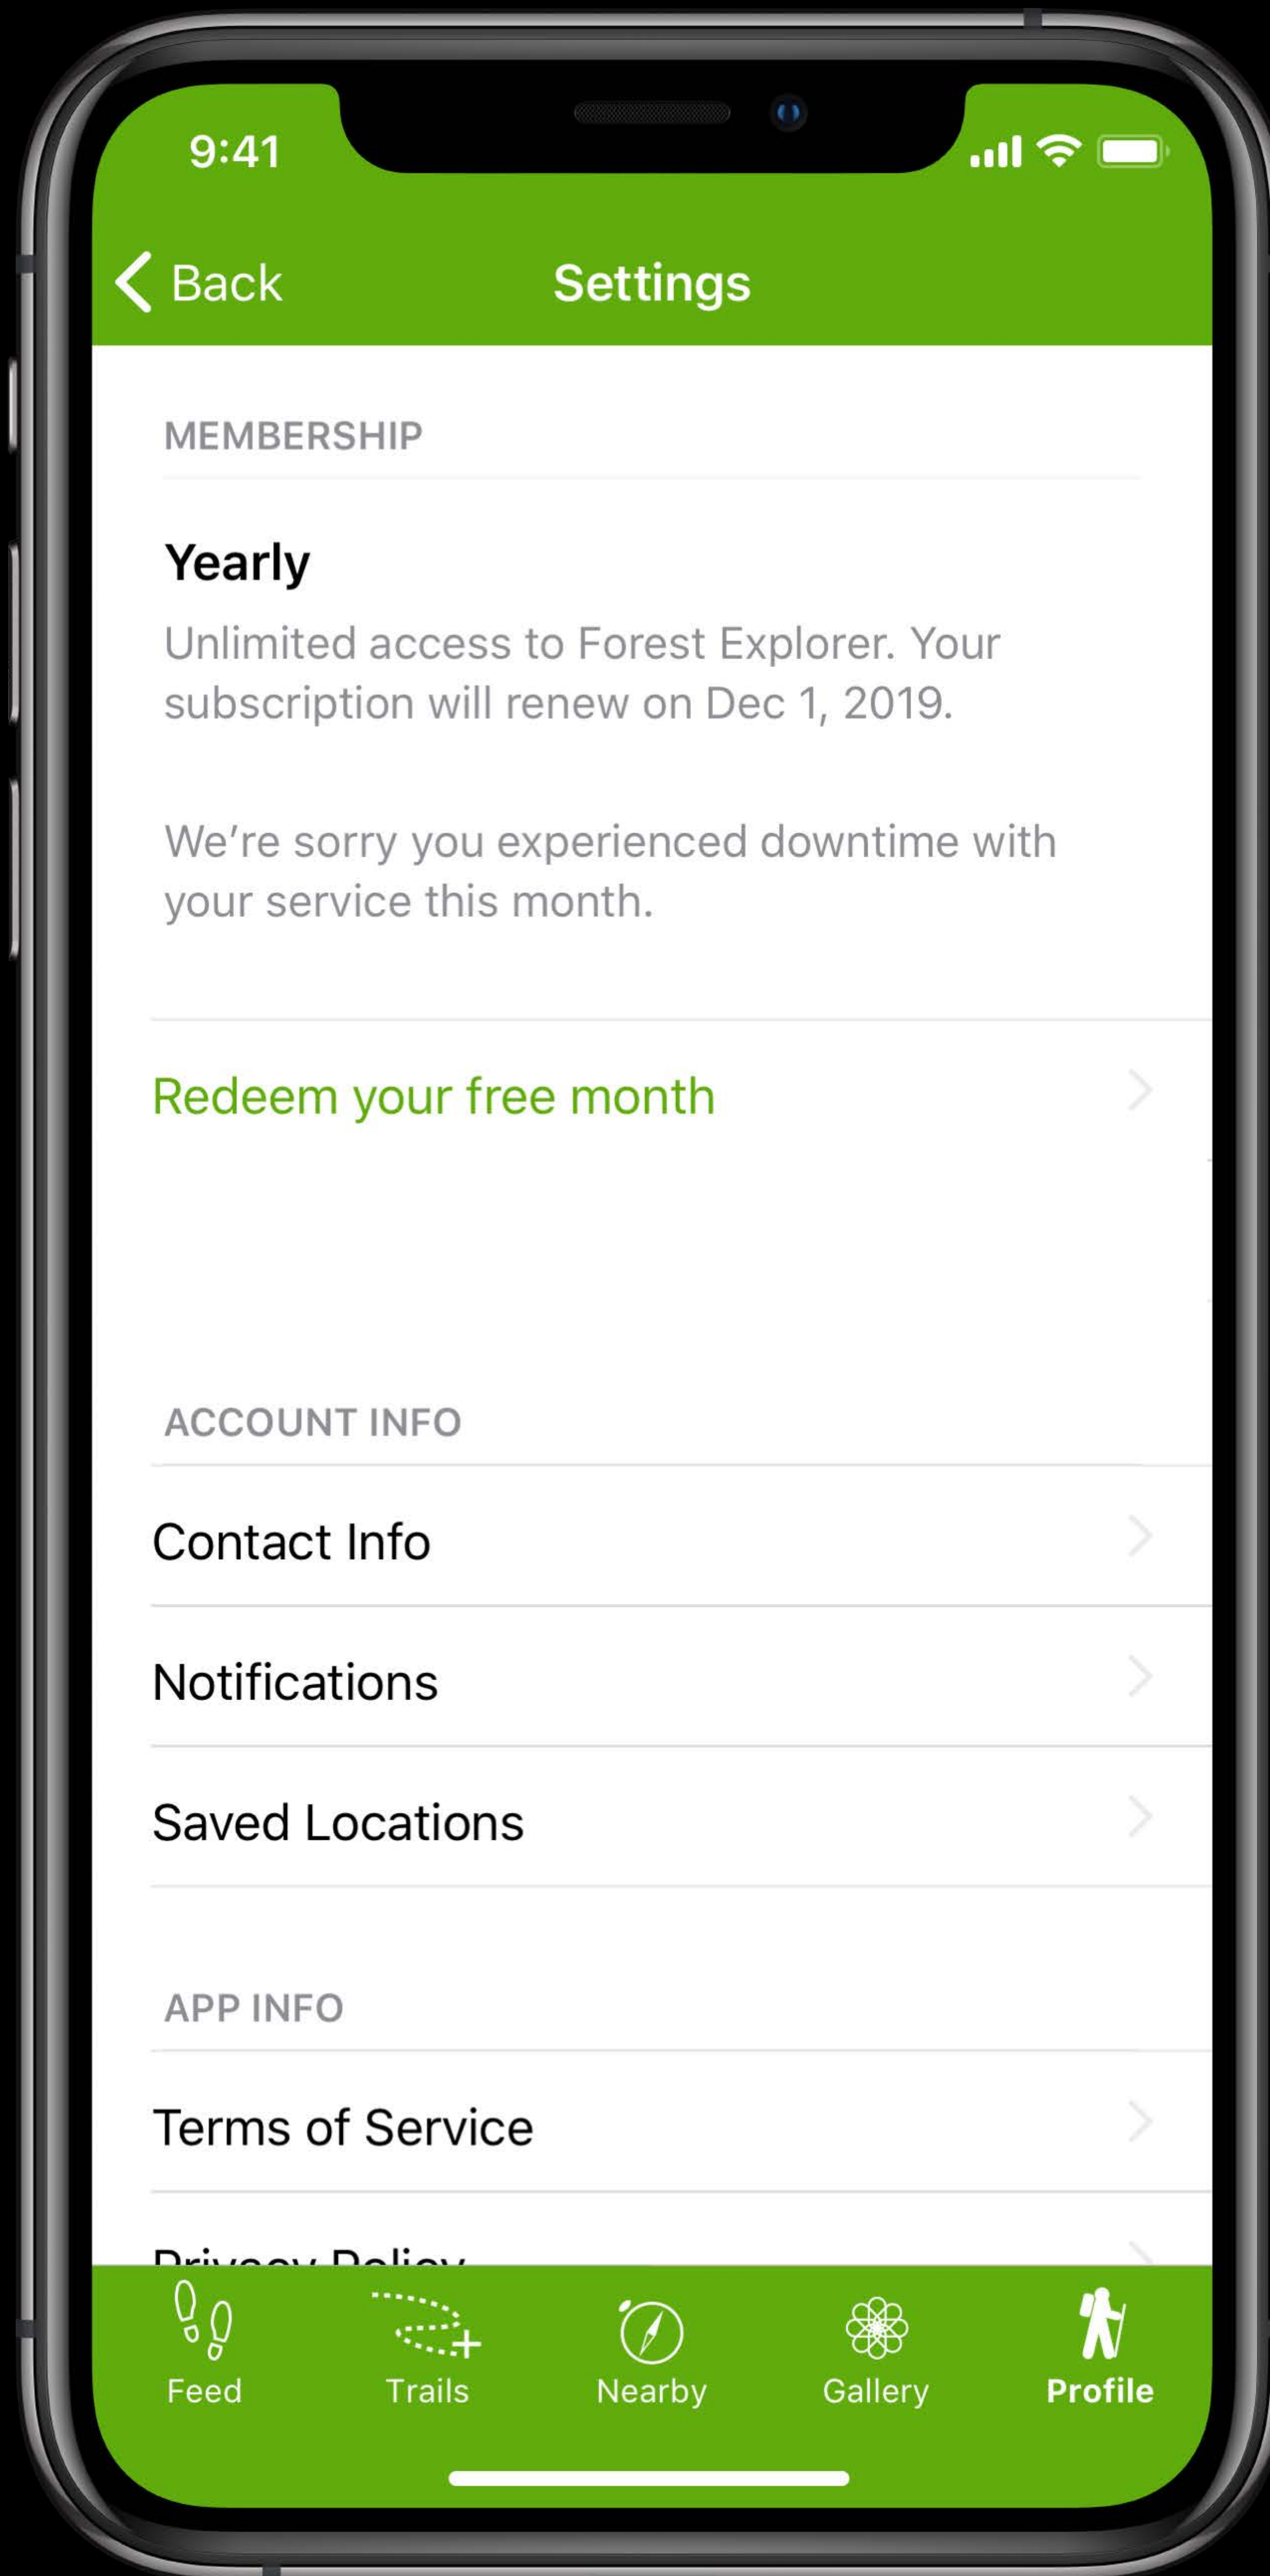 9:41
Back
Settings
MEMBERSHIP
Yearly
Unlimited access to Forest Explorer. Your
subscription will renew on Dec 1, 2019.
We’re sorry you experienced downtime with
your service this month.
Redeem your free month
ACCOUNT INFO
Contact Info
Notifications
Saved Locations
APP INFO
Terms of Service
Privacy Policy
Feed
Trails
Nearby
Gallery
Profile